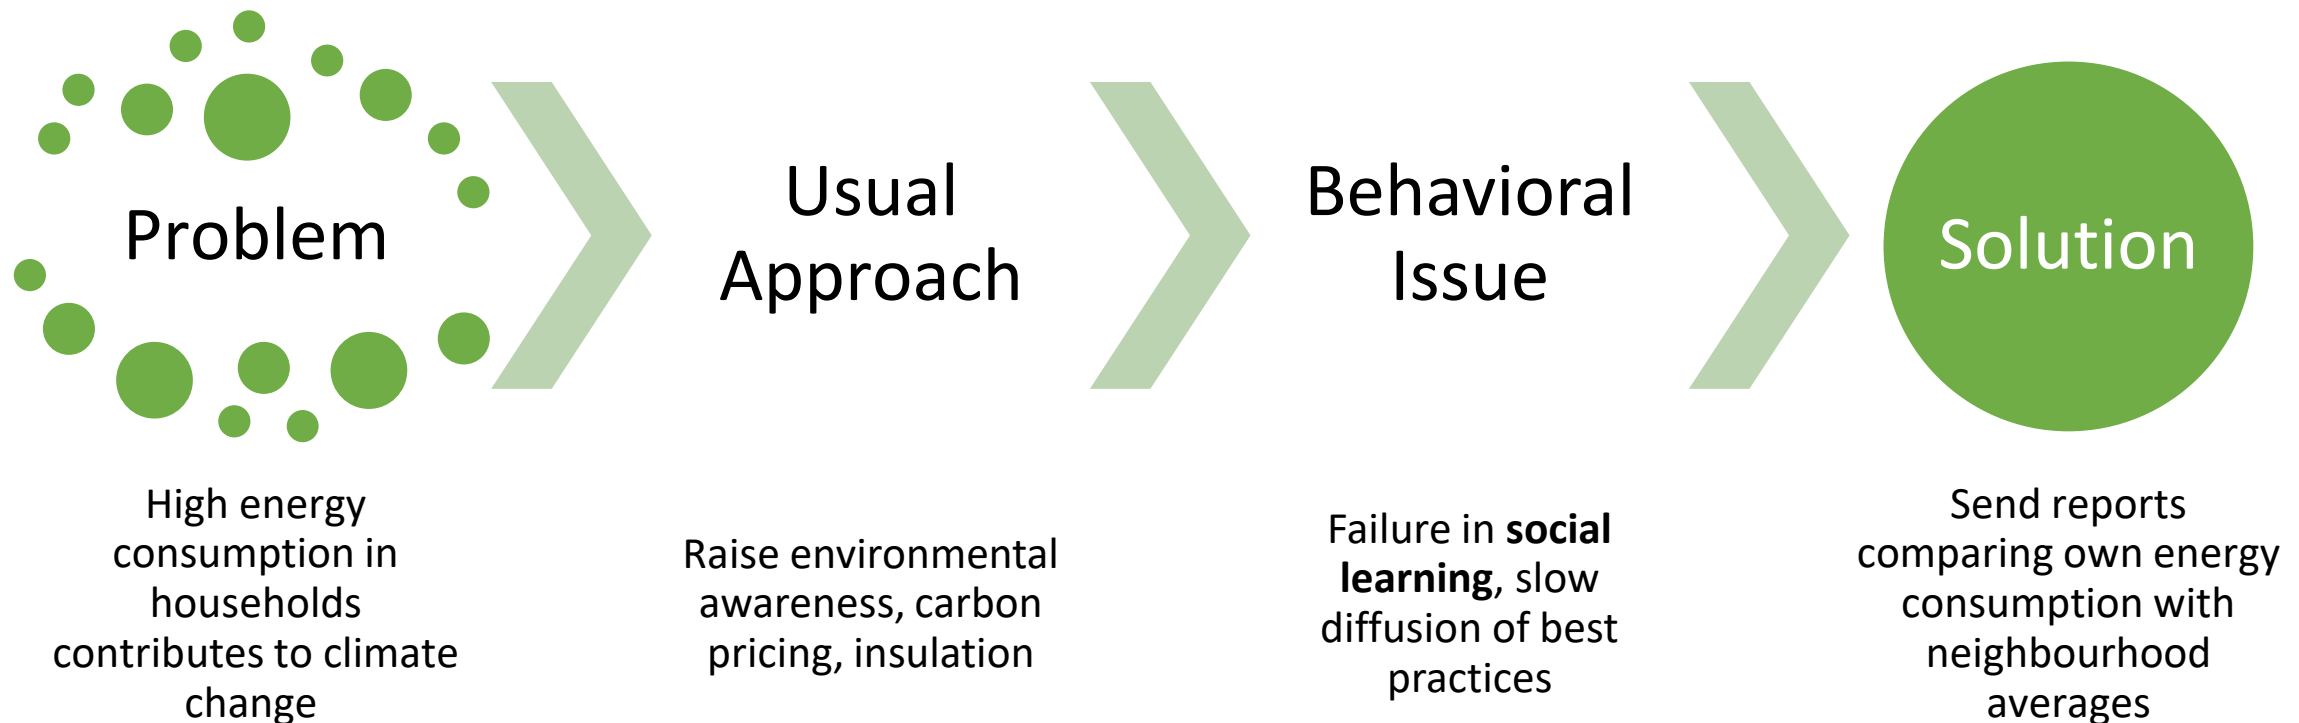 Problem
Usual
Approach
Behavioral
Issue
Solution
High energy
consumption in
households
contributes to climate
change
Raise environmental
awareness, carbon
pricing, insulation
Failure in social
learning, slow
diffusion of best
practices
Send reports
comparing own energy
consumption with
neighbourhood
averages